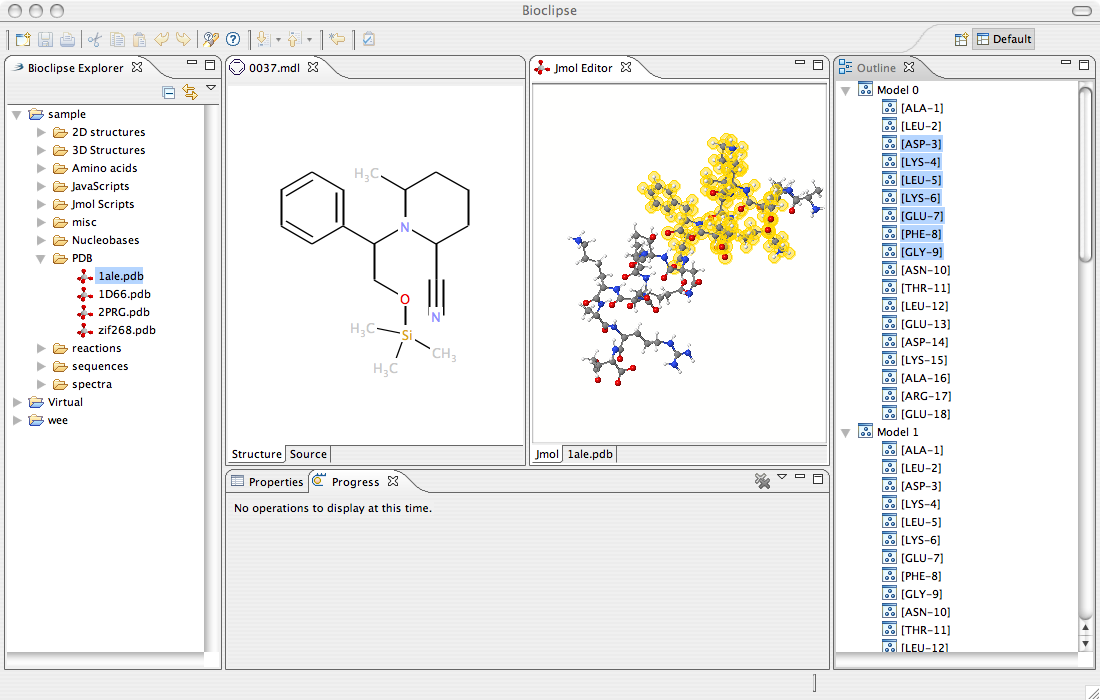 Bioclipse
Default
Bioclipse Explorer
sample
2D structures
3D Structures
Amino acids
JavaScripts
Jmol Scripts
misc
Nucleobases
PDB
1ale.pdb
1D66.pdb
2PRG.pdb
zif268.pdb
reactions
sequences
spectra
Virtual
wee
0037.mdl
H₃C
N
O
N
H₃C
Si
CH₃
H₃C
Structure Source
Jmol Editor
Jmol 1ale.pdb
Properties Progress
No operations to display at this time.
Outline
Model 0
[ALA-1]
[LEU-2]
[ASP-3]
[LYS-4]
[LEU-5]
[LYS-6]
[GLU-7]
[PHE-8]
[GLY-9]
[ASN-10]
[THR-11]
[LEU-12]
[GLU-13]
[ASP-14]
[LYS-15]
[ALA-16]
[ARG-17]
[GLU-18]
Model 1
[ALA-1]
[LEU-2]
[ASP-3]
[LYS-4]
[LEU-5]
[LYS-6]
[GLU-7]
[PHE-8]
[GLY-9]
[ASN-10]
[THR-11]
[LEU-12]